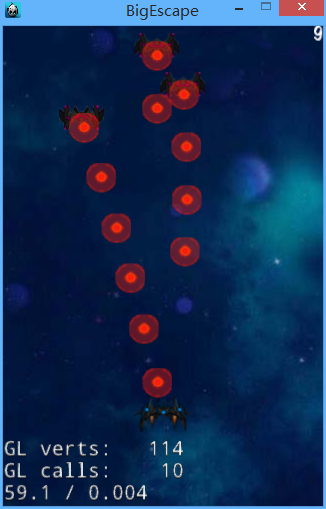 BigEscape
9
GL verts: 114
GL calls: 10
59.1 / 0.004